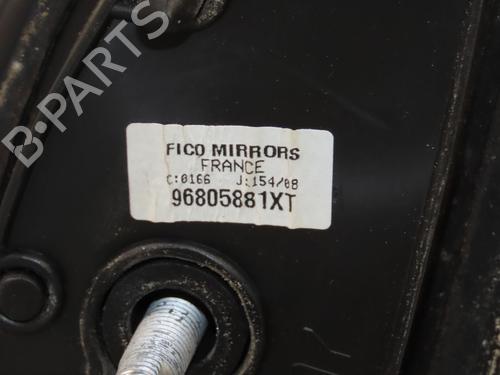 B-PARTS
FICO MIRRORS
FRANCE
C:0166 J:154/08
96805881XT